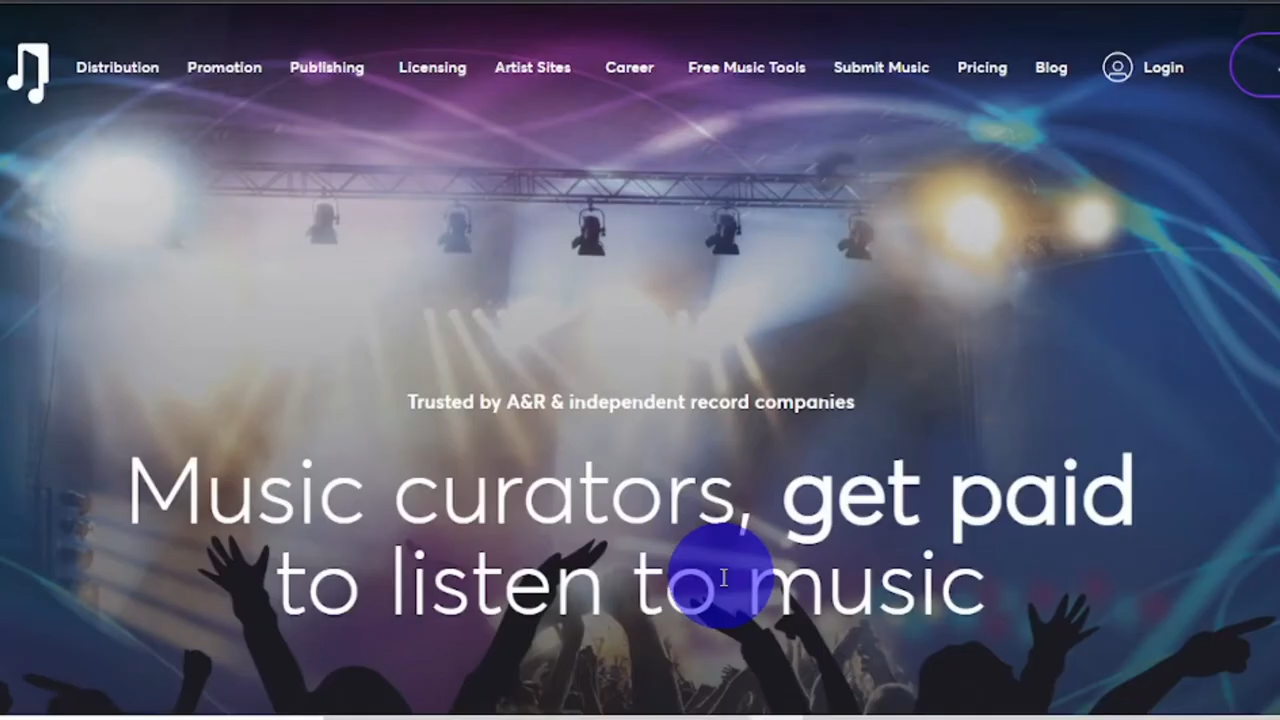 Distribution Promotion Publishing Licensing Artist Sites Career Free Music Tools Submit Music Pricing Blog Login
Trusted by A&R & independent record companies
Music curators, get paid
to listen to music